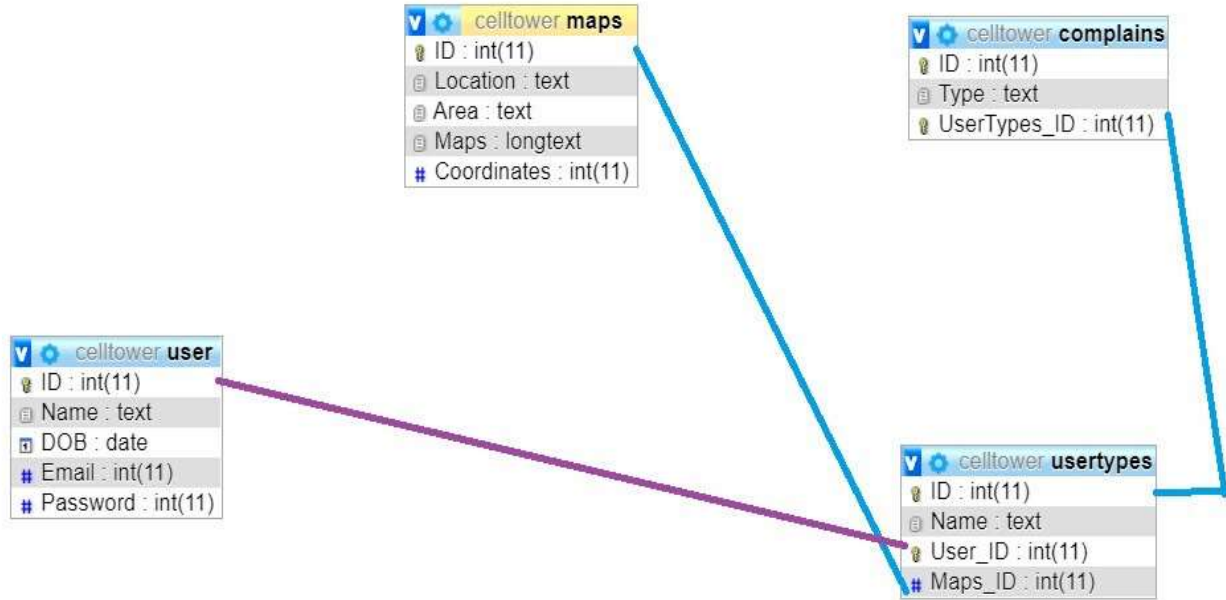 celltower maps
ID : int(11)
Location : text
Area : text
Maps : longtext
# Coordinates : int(11)
celltower complains
ID : int(11)
Type : text
UserTypes_ID : int(11)
celltower user
ID : int(11)
Name : text
DOB : date
# Email : int(11)
# Password : int(11)
celltower usertypes
ID : int(11)
Name : text
User_ID : int(11)
# Maps_ID : int(11)